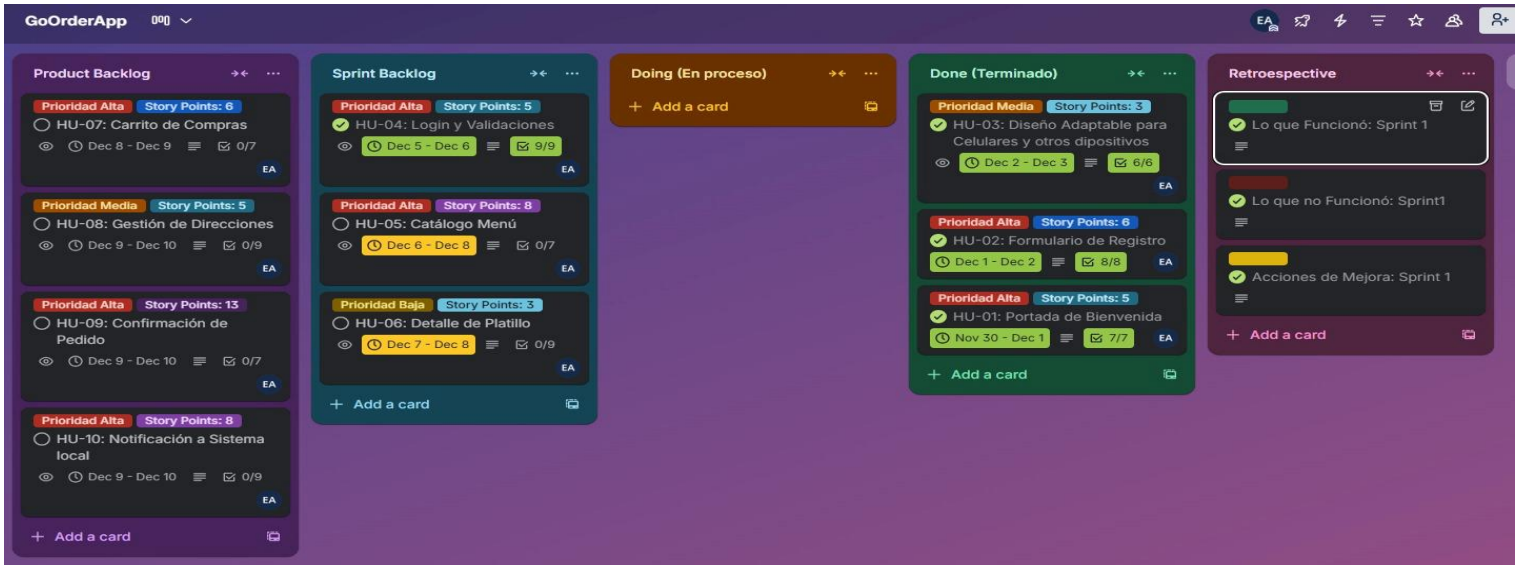 GoOrderApp
EA
Product Backlog
Prioridad Alta Story Points: 6
HU-07: Carrito de Compras
Dec 8 - Dec 9 0/7
EA
Prioridad Media Story Points: 5
HU-08: Gestión de Direcciones
Dec 9 - Dec 10 0/9
EA
Prioridad Alta Story Points: 13
HU-09: Confirmación de
Pedido
Dec 9 - Dec 10 0/7
EA
Prioridad Alta Story Points: 8
HU-10: Notificación a Sistema
local
Dec 9 - Dec 10 0/9
EA
+ Add a card
Sprint Backlog
Prioridad Alta Story Points: 5
HU-04: Login y Validaciones
Dec 5 - Dec 6 9/9
EA
Prioridad Alta Story Points: 8
HU-05: Catálogo Menú
Dec 6 - Dec 8 0/7
EA
Prioridad Baja Story Points: 3
HU-06: Detalle de Platillo
Dec 7 - Dec 8 0/9
EA
+ Add a card
Doing (En proceso)
+ Add a card
Done (Terminado)
Prioridad Media Story Points: 3
HU-03: Diseño Adaptable para
Celulares y otros dipositivos
Dec 2 - Dec 3 6/6
EA
Prioridad Alta Story Points: 6
HU-02: Formulario de Registro
Dec 1 - Dec 2 8/8 EA
Prioridad Alta Story Points: 5
HU-01: Portada de Bienvenida
Nov 30 - Dec 1 7/7 EA
+ Add a card
Retroespective
Lo que Funcionó: Sprint 1
Lo que no Funcionó: Sprint1
Acciones de Mejora: Sprint 1
+ Add a card